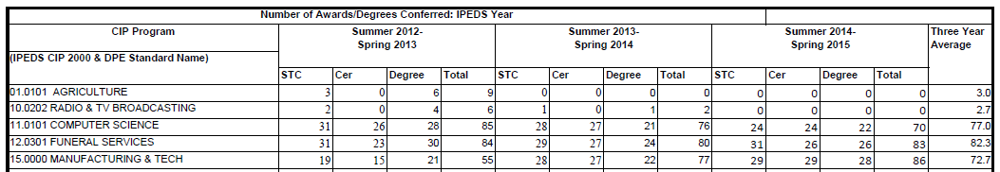 Number of Awards/Degrees Conferred: IPEDS Year
CIP Program Summer 2012- Summer 2013- Summer 2014- Three Year
Spring 2013 Spring 2014 Spring 2015 Average
(IPEDS CIP 2000 & DPE Standard Name)
STC Cer Degree Total STC Cer Degree Total STC Cer Degree Total
01.0101 AGRICULTURE 3 0 6 9 0 0 0 0 0 0 0 0 3.0
10.0202 RADIO & TV BROADCASTING 2 0 4 6 1 0 1 2 0 0 0 0 2.7
11.0101 COMPUTER SCIENCE 31 26 28 85 28 27 21 76 24 24 22 70 77.0
12.0301 FUNERAL SERVICES 31 23 30 84 29 27 24 80 31 26 26 83 82.3
15.0000 MANUFACTURING & TECH 19 15 21 55 28 27 22 77 29 29 28 86 72.7